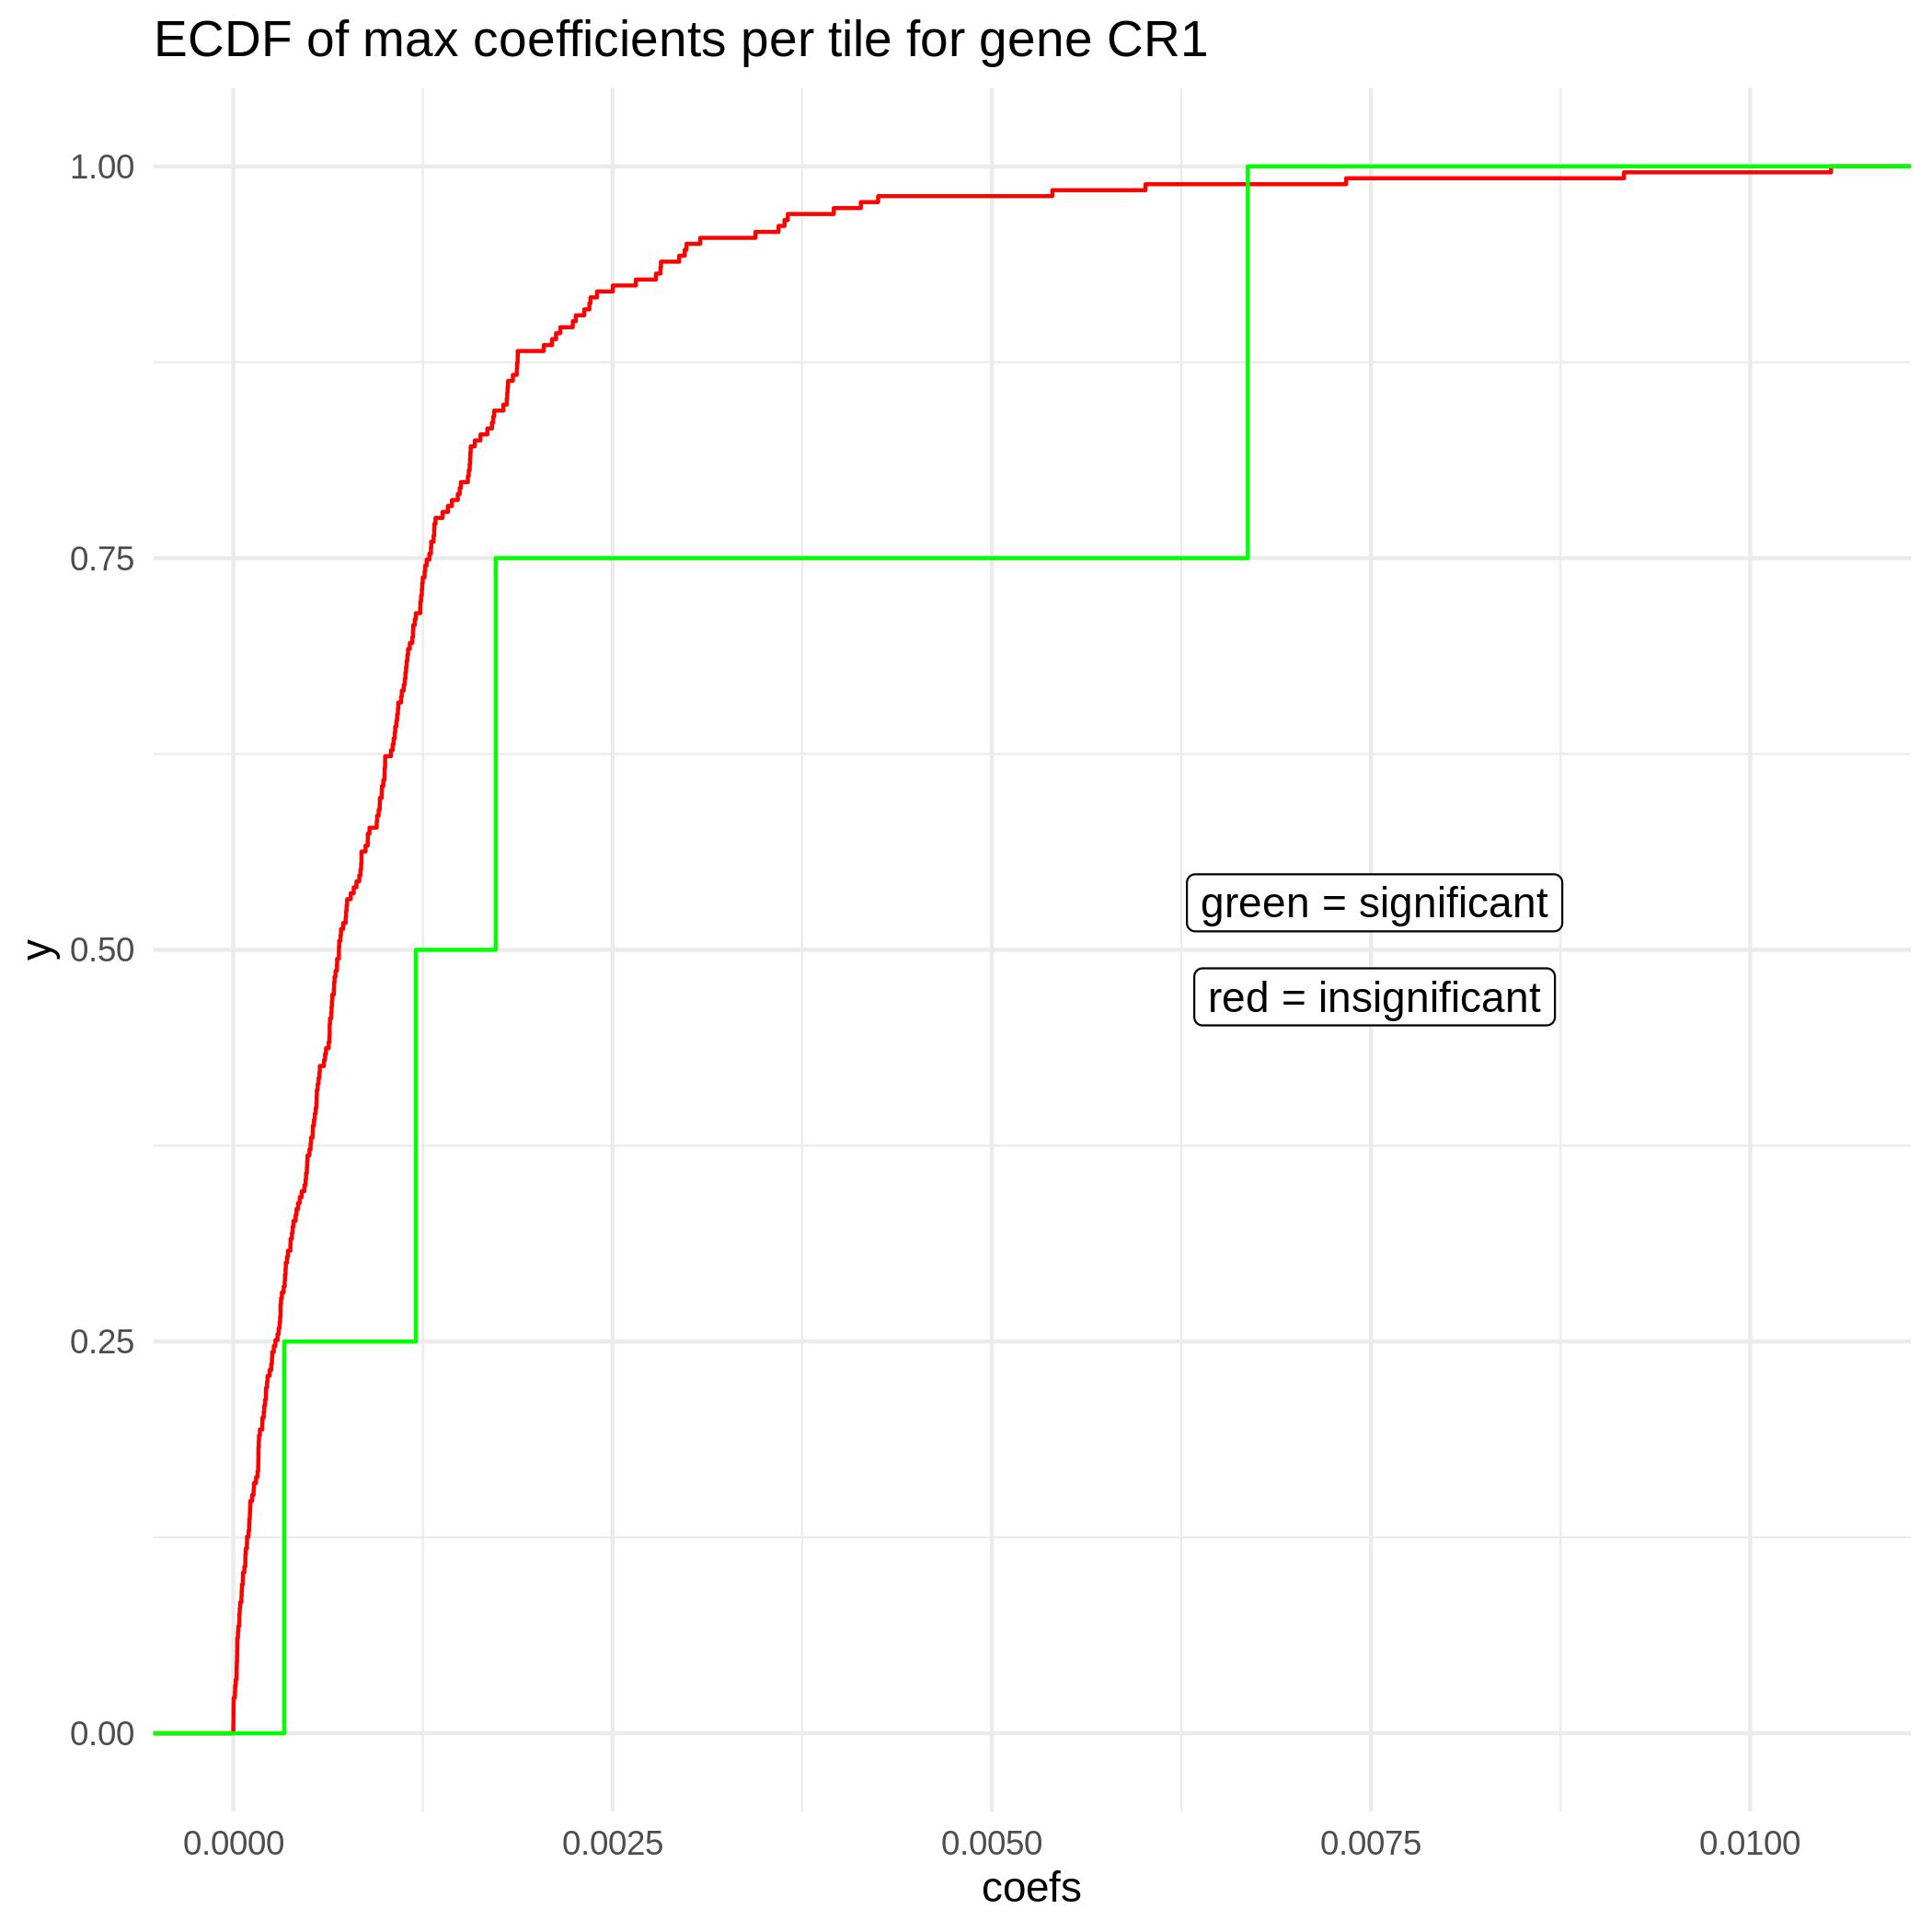 ECDF of max coefficients per tile for gene CR1
1.00
0.75
0.50
0.25
0.00
y
green = significant
red = insignificant
0.0000 0.0025 0.0050 0.0075 0.0100
coefs